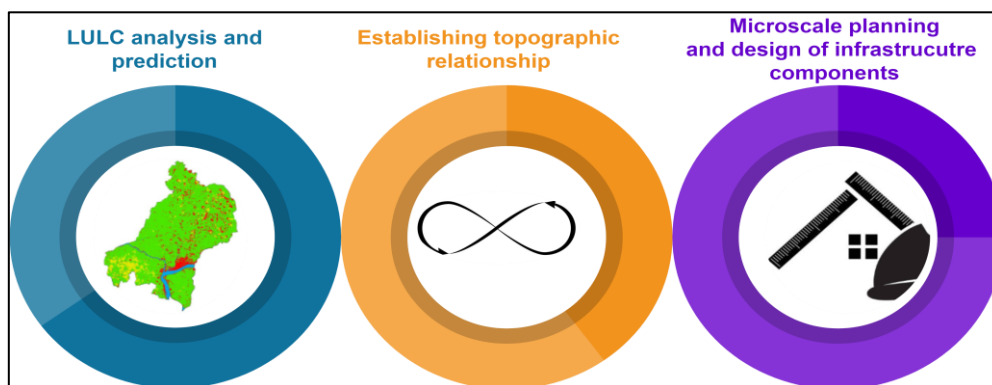 LULC analysis and
prediction
Establishing topographic
relationship
Microscale planning
and design of infrastrucutre
components